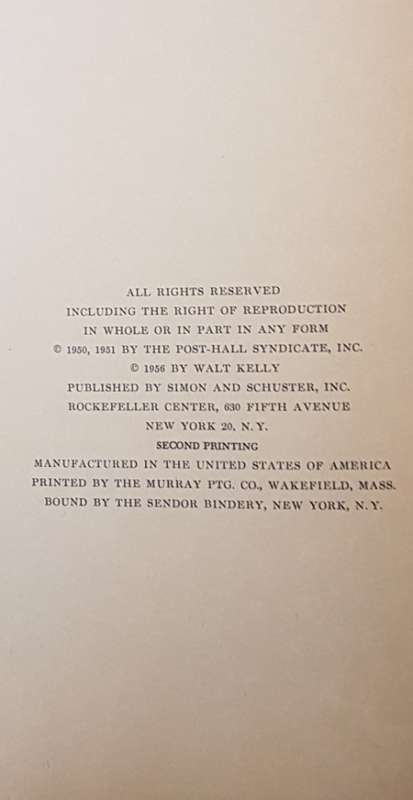 ALL RIGHTS RESERVED
INCLUDING THE RIGHT OF REPRODUCTION
IN WHOLE OR IN PART IN ANY FORM
© 1950, 1951 BY THE POST-HALL SYNDICATE, INC.
© 1956 BY WALT KELLY
PUBLISHED BY SIMON AND SCHUSTER, INC.
ROCKEFELLER CENTER, 630 FIFTH AVENUE
NEW YORK 20, N. Y.
SECOND PRINTING
MANUFACTURED IN THE UNITED STATES OF AMERICA
PRINTED BY THE MURRAY PTG. CO., WAKEFIELD, MASS.
BOUND BY THE SENDOR BINDERY, NEW YORK, N. Y.